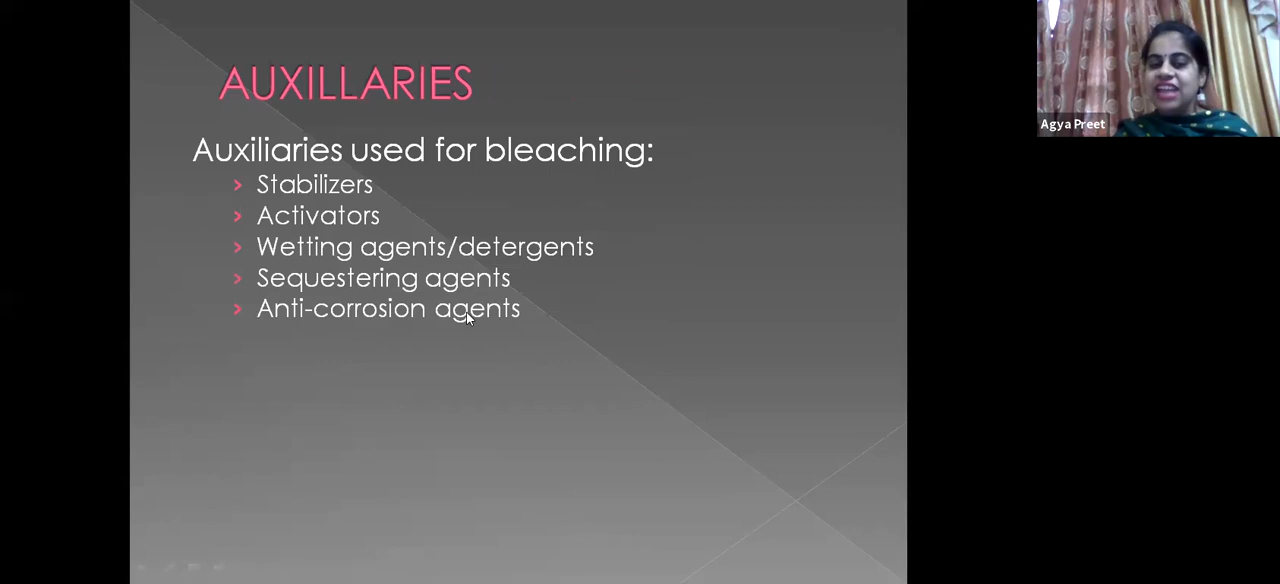 AUXILLARIES
Auxiliaries used for bleaching:
› Stabilizers
› Activators
› Wetting agents/detergents
› Sequestering agents
› Anti-corrosion agents
Agya Preet